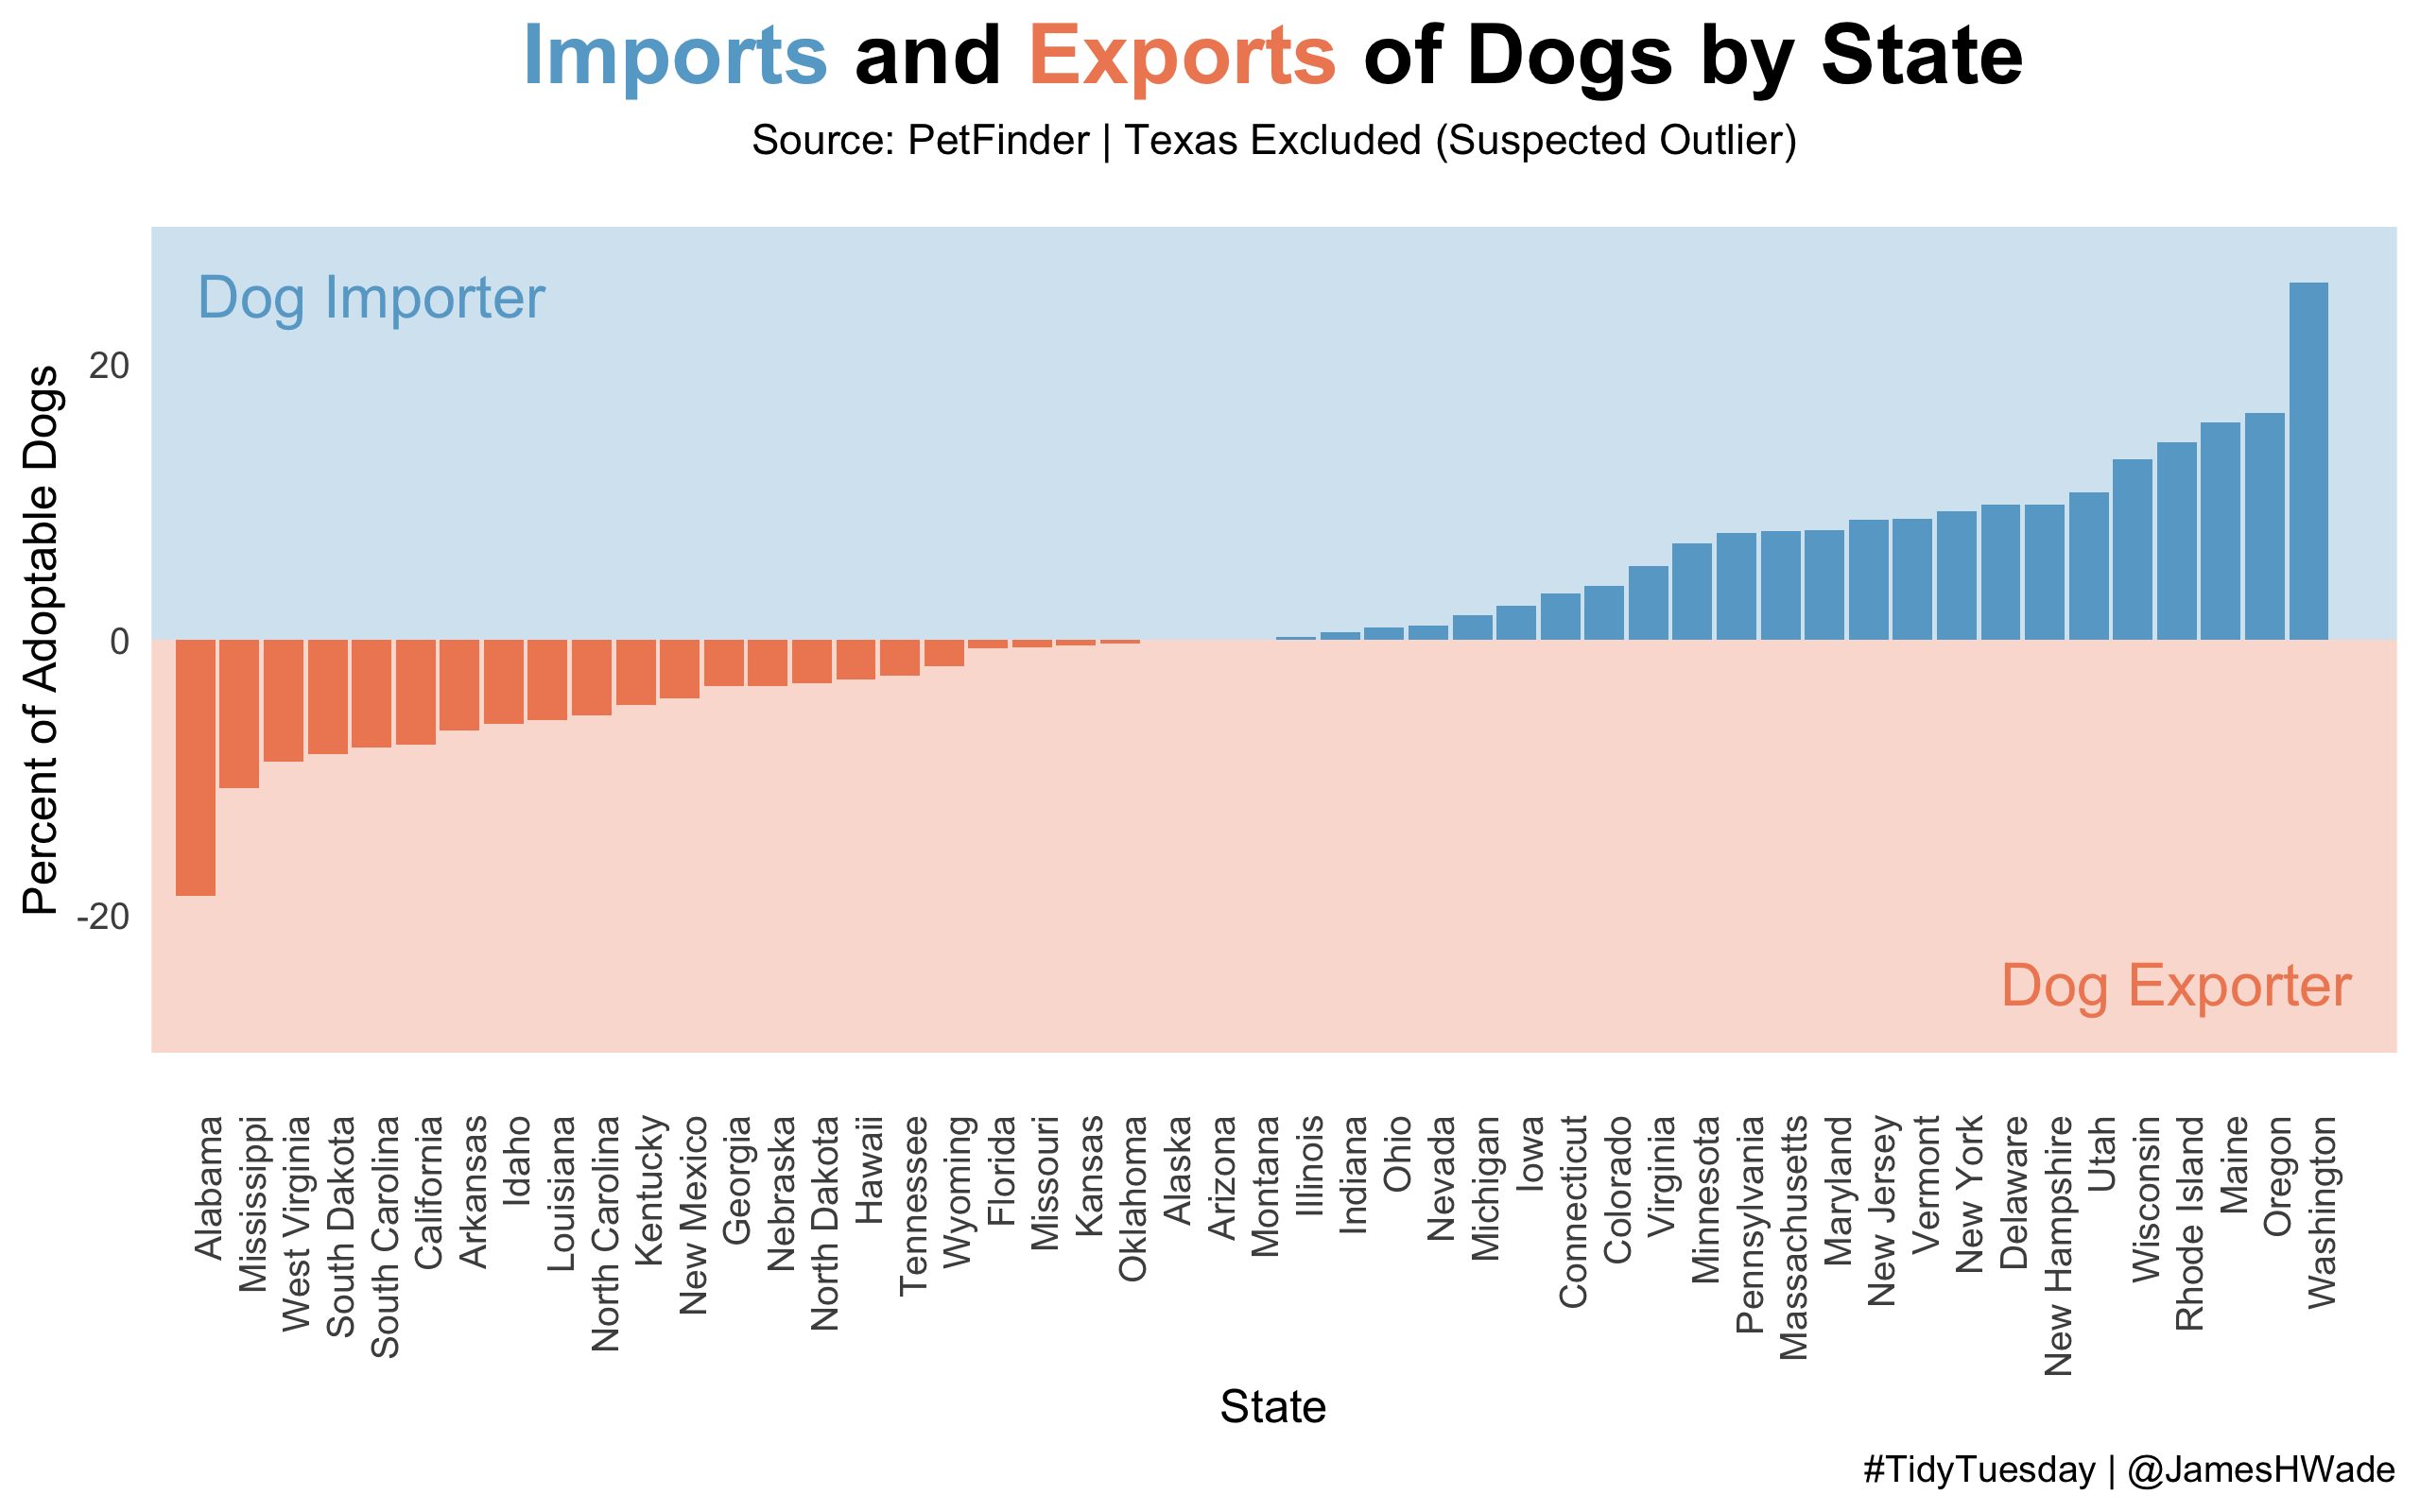 Imports and Exports of Dogs by State
Source: PetFinder | Texas Excluded (Suspected Outlier)
Dog Importer
Percent of Adoptable Dogs
20
0
-20
Dog Exporter
Alabama
Mississippi
West Virginia
South Dakota
South Carolina
California
Arkansas
Idaho
Louisiana
North Carolina
Kentucky
New Mexico
Georgia
Nebraska
North Dakota
Hawaii
Tennessee
Wyoming
Florida
Missouri
Kansas
Oklahoma
Alaska
Arizona
Montana
Illinois
Indiana
Ohio
Nevada
Michigan
Iowa
Connecticut
Colorado
Virginia
Minnesota
Pennsylvania
Massachusetts
Maryland
New Jersey
Vermont
New York
Delaware
New Hampshire
Utah
Wisconsin
Rhode Island
Maine
Oregon
Washington
State
#TidyTuesday | @JamesHWade